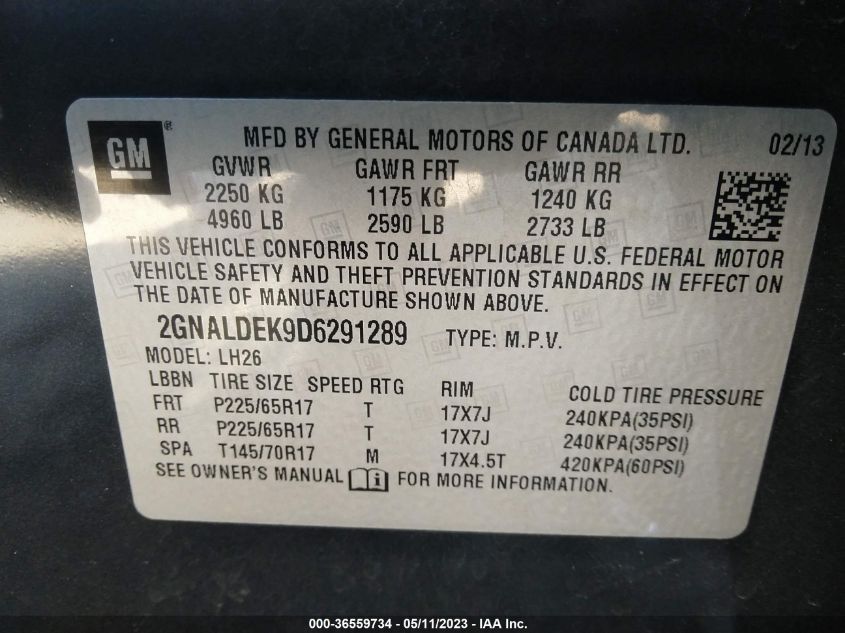 GM® MFD BY GENERAL MOTORS OF CANADA LTD. 02/13
GVWR GAWR FRT GAWR RR
2250 KG 1175 KG 1240 KG
4960 LB 2590 LB 2733 LB
THIS VEHICLE CONFORMS TO ALL APPLICABLE U.S. FEDERAL MOTOR
VEHICLE SAFETY AND THEFT PREVENTION STANDARDS IN EFFECT ON
THE DATE OF MANUFACTURE SHOWN ABOVE.
2GNALDEK9D6291289 TYPE: M.P.V.
MODEL: LH26
LBBN TIRE SIZE SPEED RTG RIM COLD TIRE PRESSURE
FRT P225/65R17 T 17X7J 240KPA(35PSI)
RR P225/65R17 T 17X7J 240KPA(35PSI)
SPA T145/70R17 M 17X4.5T 420KPA(60PSI)
SEE OWNER'S MANUAL i FOR MORE INFORMATION.
000-36559734 - 05/11/2023 - IAA Inc.